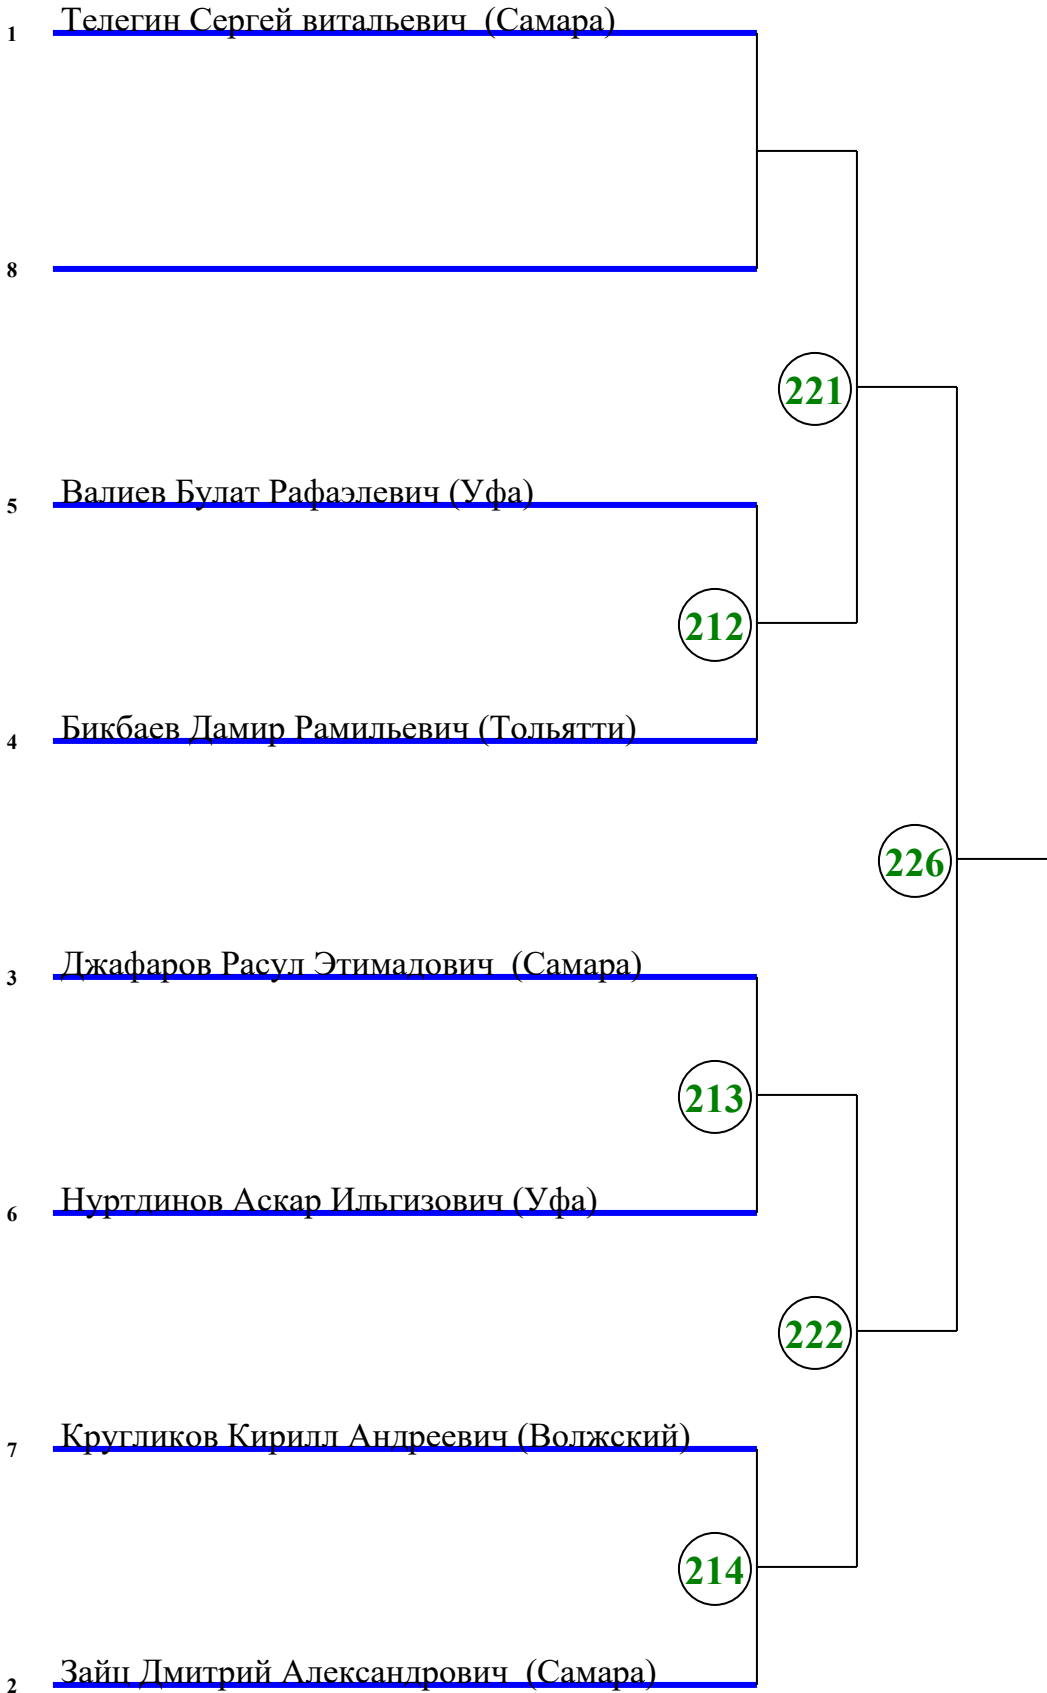 1 Телегин Сергей витальевич (Самара)
8
221
5 Валиев Булат Рафаэлевич (Уфа)
212
4 Бикбаев Дамир Рамильевич (Тольятти)
226
3 Джафаров Расул Этимадович (Самара)
213
6 Нуртдинов Аскар Ильгизович (Уфа)
222
7 Кругликов Кирилл Андреевич (Волжский)
214
2 Зайц Дмитрий Александрович (Самара)